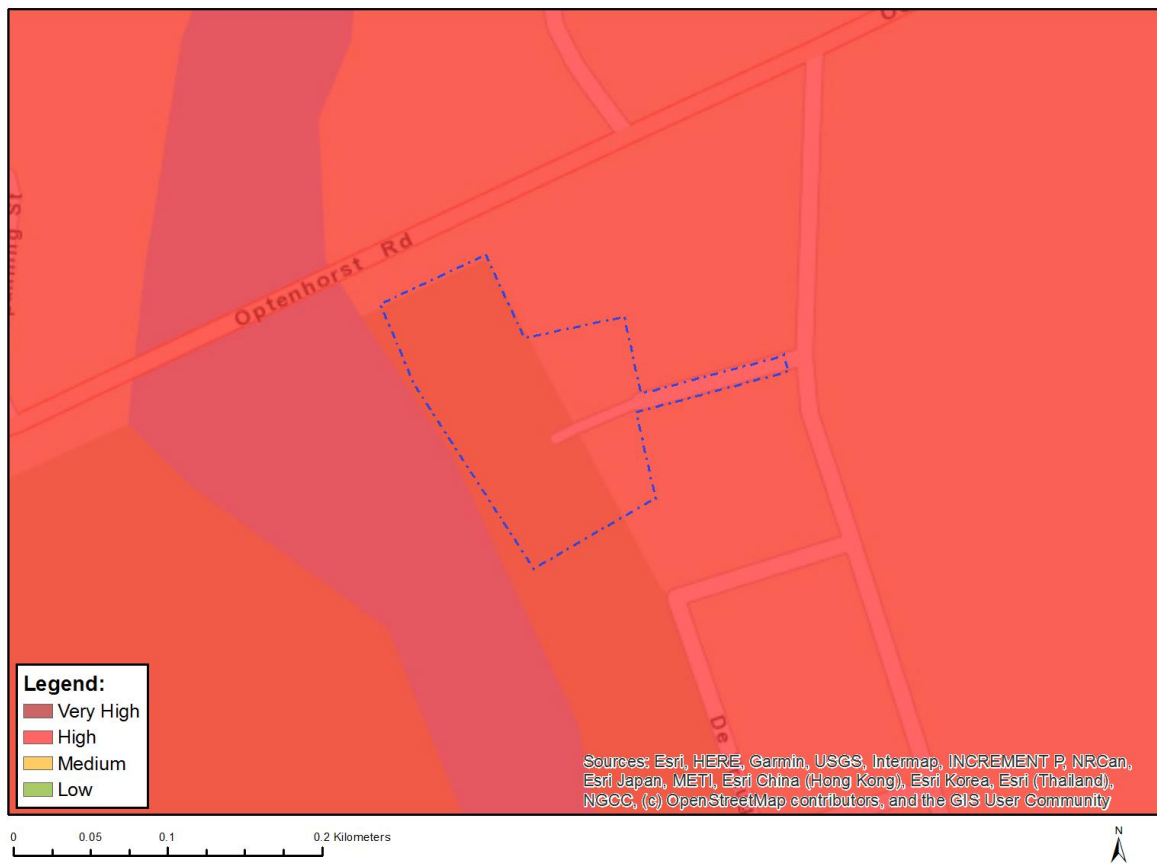 Optenhorst Rd
Legend:
Very High
High
Medium
Low
De
Sources: Esri, HERE, Garmin, USGS, Intermap, INCREMENT P, NRCan,
Esri Japan, METI, Esri China (Hong Kong), Esri Korea, Esri (Thailand),
NGCC, (c) OpenStreetMap contributors, and the GIS User Community
0 0.05 0.1 0.2 Kilometers
N